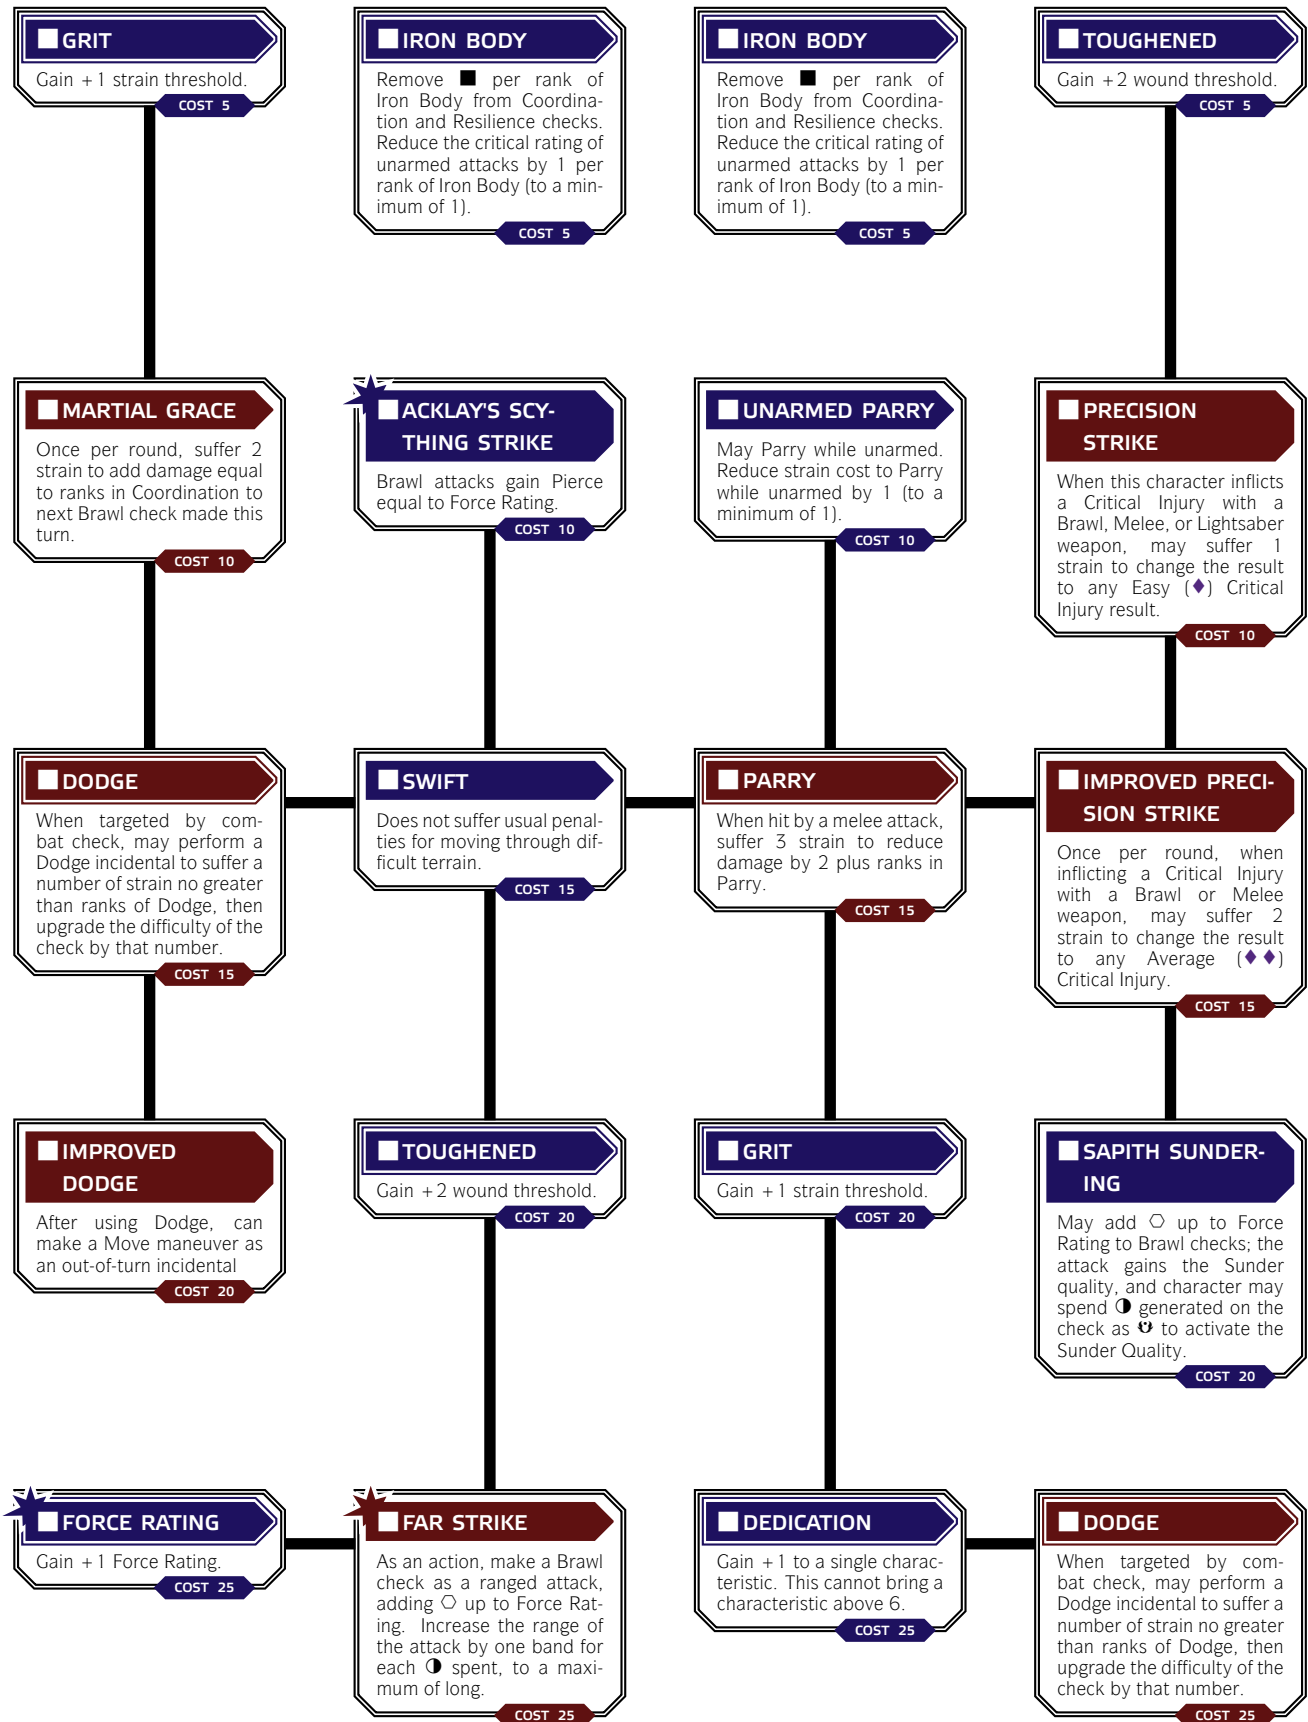 GRIT
Gain +1 strain threshold.
COST 5
IRON BODY
Remove ■ per rank of
Iron Body from Coordina-
tion and Resilience checks.
Reduce the critical rating of
unarmed attacks by 1 per
rank of Iron Body (to a min-
imum of 1).
COST 5
IRON BODY
Remove ■ per rank of
Iron Body from Coordina-
tion and Resilience checks.
Reduce the critical rating of
unarmed attacks by 1 per
rank of Iron Body (to a min-
imum of 1).
COST 5
TOUGHENED
Gain +2 wound threshold.
COST 5
MARTIAL GRACE
Once per round, suffer 2
strain to add damage equal
to ranks in Coordination to
next Brawl check made this
turn.
COST 10
ACKLAY'S SCY-
THING STRIKE
Brawl attacks gain Pierce
equal to Force Rating.
COST 10
UNARMED PARRY
May Parry while unarmed.
Reduce strain cost to Parry
while unarmed by 1 (to a
minimum of 1).
COST 10
PRECISION
STRIKE
When this character inflicts
a Critical Injury with a
Brawl, Melee, or Lightsaber
weapon, may suffer 1
strain to change the result
to any Easy (♦) Critical
Injury result.
COST 10
DODGE
When targeted by com-
bat check, may perform a
Dodge incidental to suffer a
number of strain no greater
than ranks of Dodge, then
upgrade the difficulty of the
check by that number.
COST 15
SWIFT
Does not suffer usual penal-
ties for moving through dif-
ficult terrain.
COST 15
PARRY
When hit by a melee attack,
suffer 3 strain to reduce
damage by 2 plus ranks in
Parry.
COST 15
IMPROVED PRECI-
SION STRIKE
Once per round, when
inflicting a Critical Injury
with a Brawl or Melee
weapon, may suffer 2
strain to change the result
to any Average (♦♦)
Critical Injury.
COST 15
IMPROVED
DODGE
After using Dodge, can
make a Move maneuver as
an out-of-turn incidental
COST 20
TOUGHENED
Gain +2 wound threshold.
COST 20
GRIT
Gain +1 strain threshold.
COST 20
SAPITH SUNDER-
ING
May add ⬡ up to Force
Rating to Brawl checks; the
attack gains the Sunder
quality, and character may
spend ◑ generated on the
check as to activate the
Sunder Quality.
COST 20
FORCE RATING
Gain +1 Force Rating.
COST 25
FAR STRIKE
As an action, make a Brawl
check as a ranged attack,
adding ⬡ up to Force Rat-
ing. Increase the range of
the attack by one band for
each ◑ spent, to a maxi-
mum of long.
COST 25
DEDICATION
Gain +1 to a single charac-
teristic. This cannot bring a
characteristic above 6.
COST 25
DODGE
When targeted by com-
bat check, may perform a
Dodge incidental to suffer a
number of strain no greater
than ranks of Dodge, then
upgrade the difficulty of the
check by that number.
COST 25